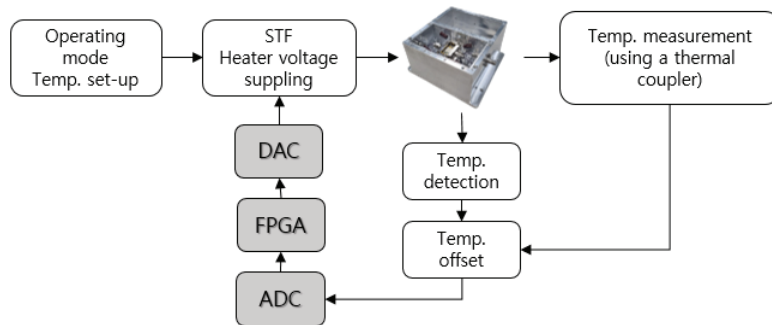 Operating
mode
Temp. set-up
STF
Heater voltage
suppling
Temp. measurement
(using a thermal
coupler)
DAC
Temp.
detection
FPGA
Temp.
offset
ADC